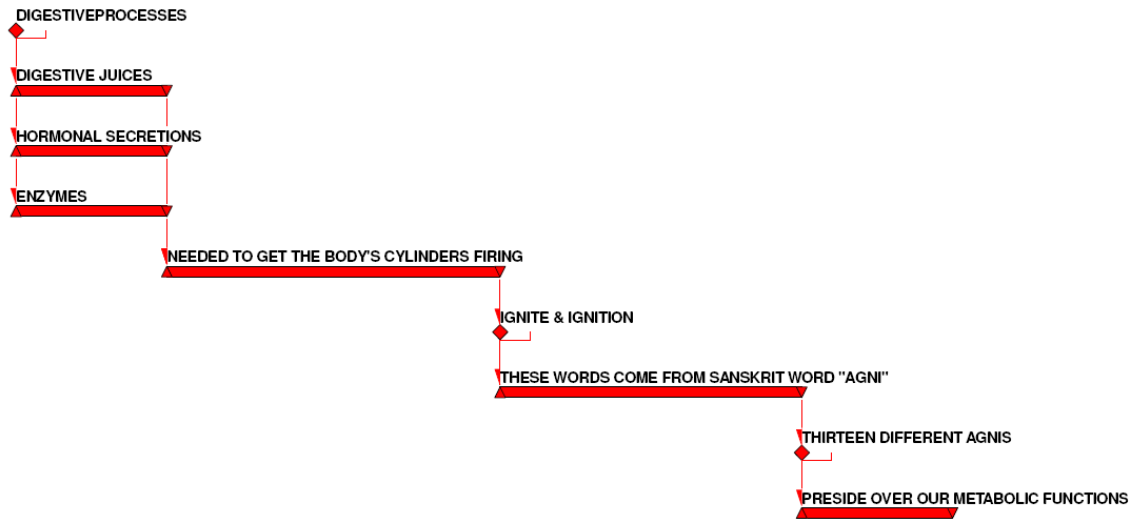 DIGESTIVEPROCESSES
DIGESTIVE JUICES
HORMONAL SECRETIONS
ENZYMES
NEEDED TO GET THE BODY'S CYLINDERS FIRING
IGNITE & IGNITION
THESE WORDS COME FROM SANSKRIT WORD "AGNI"
THIRTEEN DIFFERENT AGNIS
PRESIDE OVER OUR METABOLIC FUNCTIONS